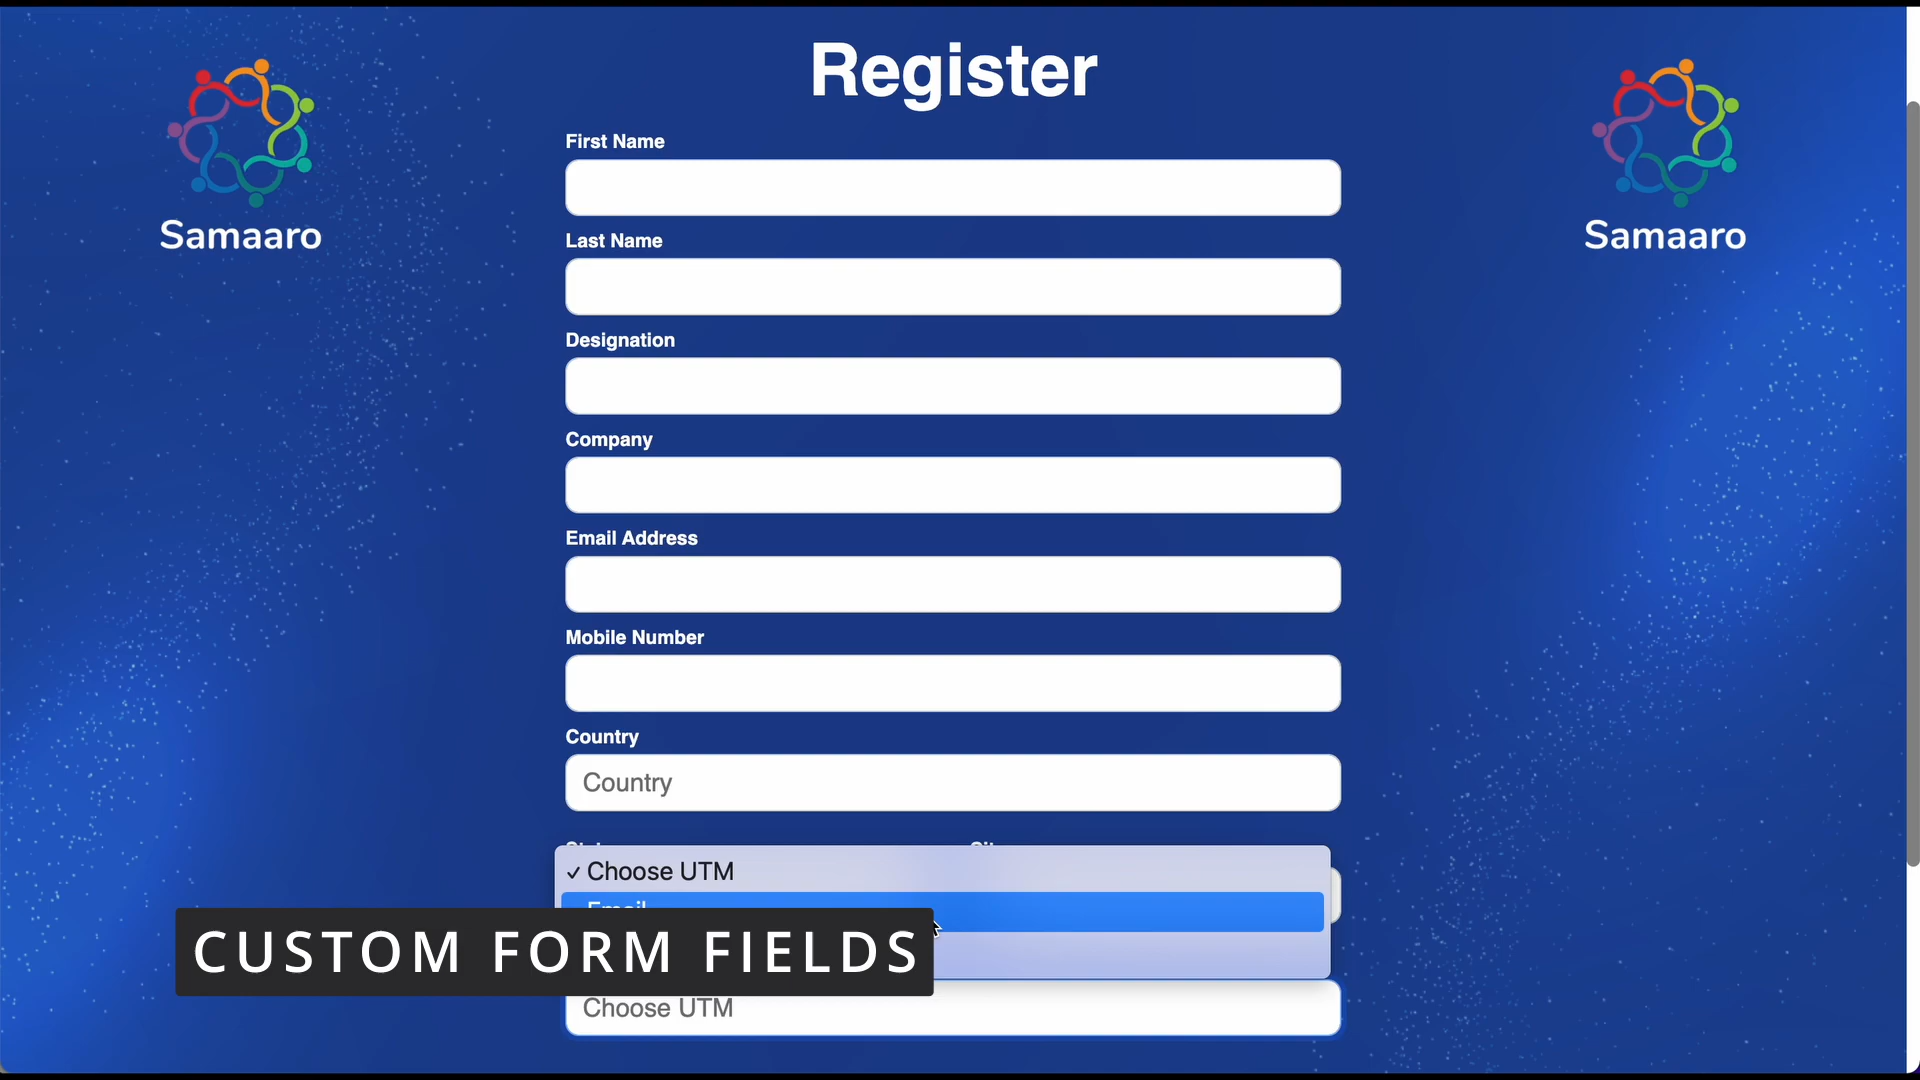 Register
Samaaro
Samaaro
First Name
Last Name
Designation
Company
Email Address
Mobile Number
Country
Country
✓ Choose UTM
Email
CUSTOM FORM FIELDS
Choose UTM